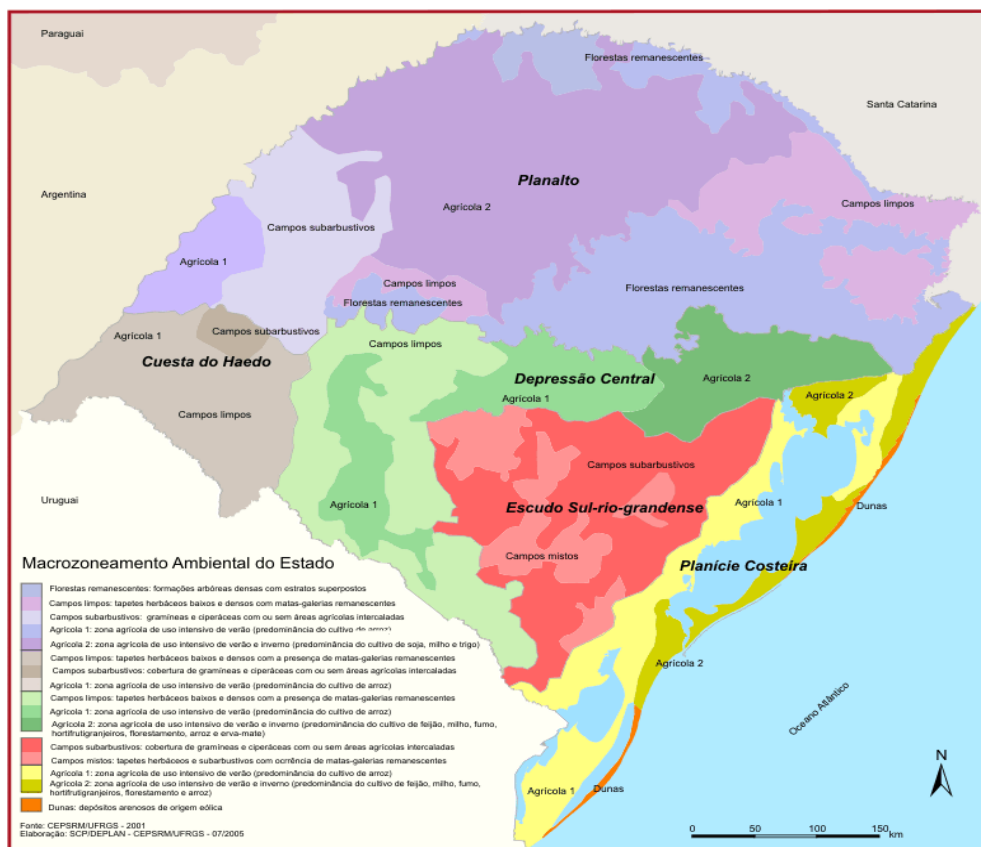 Paraguai
Florestas remanescentes
Santa Catarina
Argentina
Planalto
Agrícola 2
Campos limpos
Campos subarbustivos
Agrícola 1
Campos limpos
Florestas remanescentes
Florestas remanescentes
Agrícola 1
Campos subarbustivos
Campos limpos
Cuesta do Haedo
Depressão Central
Agrícola 2
Agrícola 2
Campos limpos
Agrícola 1
Campos subarbustivos
Uruguai
Agrícola 1
Agrícola 1
Dunas
Escudo Sul-rio-grandense
Campos mistos
Planície Costeira
Agrícola 2
Oceano Atlântico
Dunas
Agrícola 1
N
0 50 100 150
km
Macrozoneamento Ambiental do Estado
Florestas remanescentes: formações arbóreas densas com estratos superpostos
Campos limpos: tapetes herbáceos baixos e densos com matas-galerias remanescentes
Campos subarbustivos: gramíneas e ciperáceas com ou sem áreas agrícolas intercaladas
Agrícola 1: zona agrícola de uso intensivo de verão (predominância do cultivo de arroz)
Agrícola 2: zona agrícola de uso intensivo de verão e inverno (predominância do cultivo de soja, milho e trigo)
Campos limpos: tapetes herbáceos baixos e densos com a presença de matas-galerias remanescentes
Campos subarbustivos: cobertura de gramíneas e ciperáceas com ou sem áreas agrícolas intercaladas
Agrícola 1: zona agrícola de uso intensivo de verão (predominância do cultivo de arroz)
Campos limpos: tapetes herbáceos baixos e densos com a presença de matas-galerias remanescentes
Agrícola 1: zona agrícola de uso intensivo de verão (predominância do cultivo de arroz)
Agrícola 2: zona agrícola de uso intensivo de verão e inverno (predominância do cultivo de feijão, milho, fumo,
hortifrutigranjeiros, florestamento, arroz e erva-mate)
Campos subarbustivos: cobertura de gramíneas e ciperáceas com ou sem áreas agrícolas intercaladas
Campos mistos: tapetes herbáceos e subarbustivos com ocrrência de matas-galerias remanescentes
Agrícola 1: zona agrícola de uso intensivo de verão (predominância do cultivo de arroz)
Agrícola 2: zona agrícola de uso intensivo de verão e inverno (predominância do cultivo de feijão, milho, fumo,
hortifrutigranjeiros, florestamento e arroz)
Dunas: depósitos arenosos de origem eólica
Fonte: CEPSRM/UFRGS - 2001
Elaboração: SCP/DEPLAN - CEPSRM/UFRGS - 07/2005